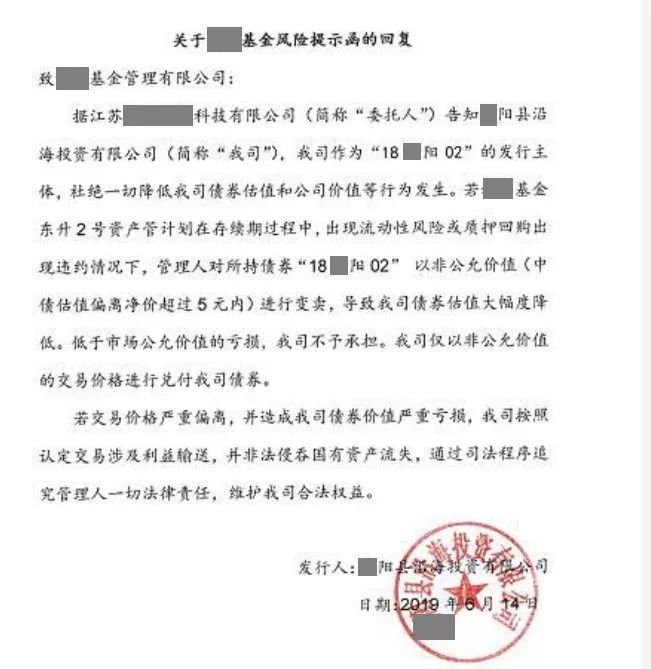 关于基金风险提示函的回复
致基金管理有限公司：
据江苏科技有限公司（简称“委托人”）告知阳县沿
海投资有限公司（简称“我司”），我司作为“18阳02”的发行主
体，杜绝一切降低我司债券估值和公司价值等行为发生。若基金
东升2号资产管计划在存续期过程中，出现流动性风险或质押回购出
现违约情况下，管理人对所持债券“18阳02” 以非公允价值（中
债估值偏离净价超过5元内）进行变卖，导致我司债券估值大幅度降
低。低于市场公允价值的亏损，我司不予承担。我司仅以非公允价值
的交易价格进行兑付我司债券。
若交易价格严重偏离，并造成我司债券价值严重亏损，我司按照
认定交易涉及利益输送，并非法侵吞国有资产流失，通过司法程序追
究管理人一切法律责任，维护我司合法权益。
发行人：阳县沿海投资有限公司
日期：2019年6月14日
县沿海投资有限公司